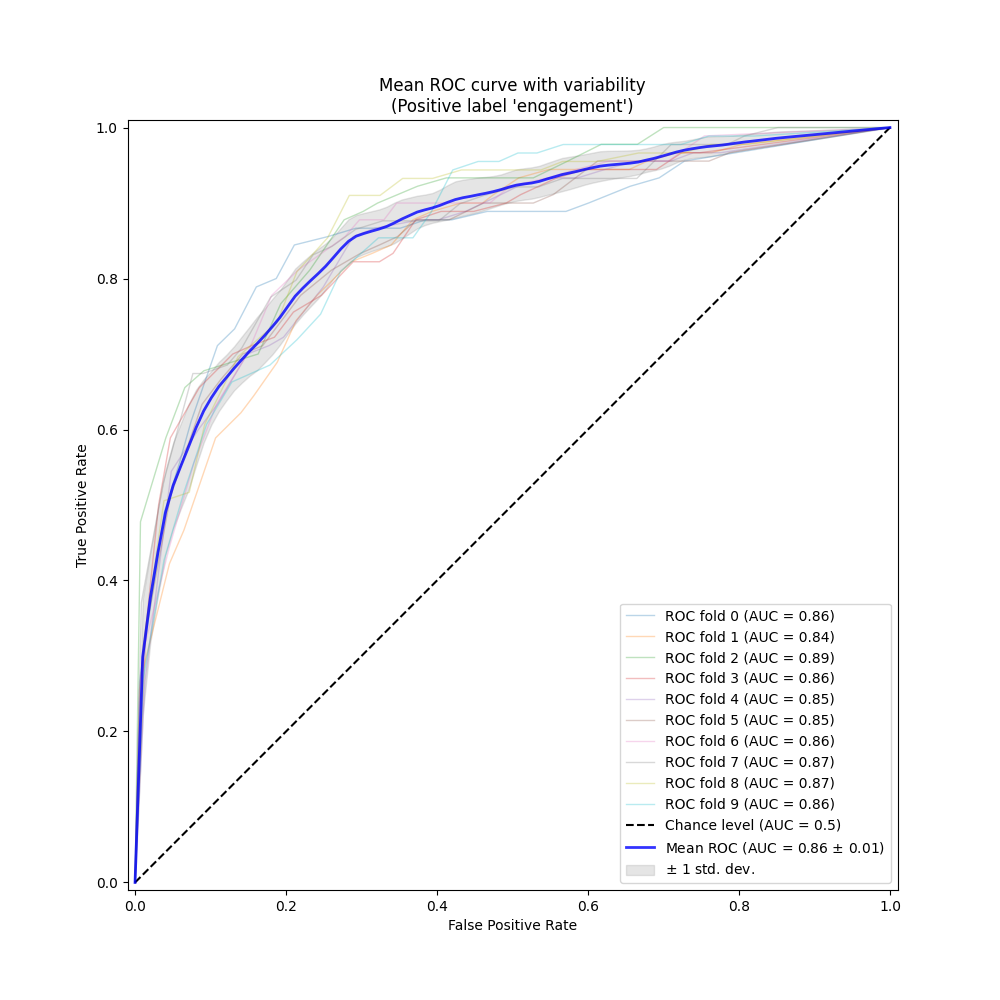 Mean ROC curve with variability
(Positive label 'engagement')
True Positive Rate
1.0
0.8
0.6
0.4
0.2
0.0
ROC fold 0 (AUC = 0.86)
ROC fold 1 (AUC = 0.84)
ROC fold 2 (AUC = 0.89)
ROC fold 3 (AUC = 0.86)
ROC fold 4 (AUC = 0.85)
ROC fold 5 (AUC = 0.85)
ROC fold 6 (AUC = 0.86)
ROC fold 7 (AUC = 0.87)
ROC fold 8 (AUC = 0.87)
ROC fold 9 (AUC = 0.86)
Chance level (AUC = 0.5)
Mean ROC (AUC = 0.86 ± 0.01)
± 1 std. dev.
0.0 0.2 0.4 0.6 0.8 1.0
False Positive Rate